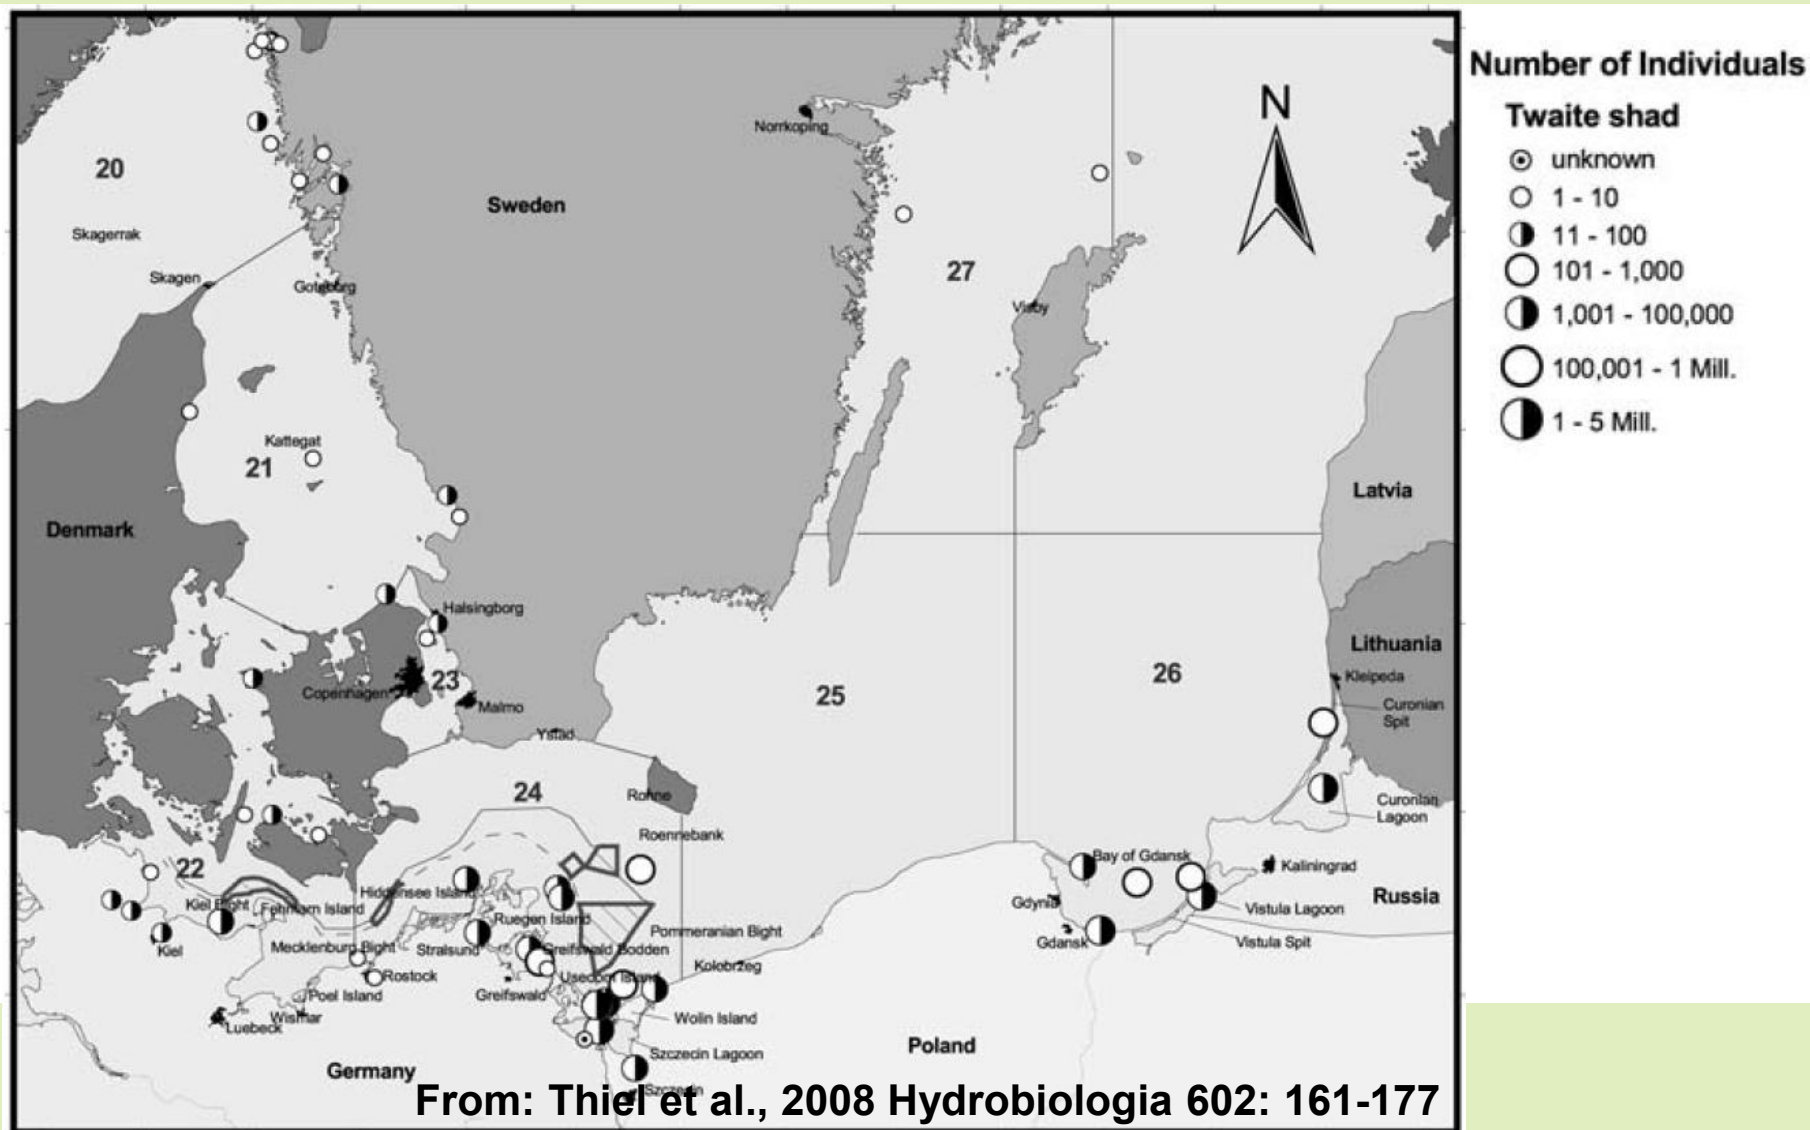 20
Skagerrak
Skagen
Goteborg
Sweden
Norrkoping
27
Visby
N
Number of Individuals
Twaite shad
unknown
1 - 10
11 - 100
101 - 1,000
1,001 - 100,000
100,001 - 1 Mill.
1 - 5 Mill.
Kattegat
21
Denmark
Latvia
Halsingborg
Copenhagen
23
Malmo
Ystad
25
26
Lithuania
Kleipeda
Curonian
Spit
24
Ronne
Roennebank
Curonian
Lagoon
22
Kiel Bight
Fehmarn Island
Hiddensee Island
Ruegen Island
Bay of Gdansk
Kaliningrad
Russia
Gdynia
Vistula Lagoon
Kiel
Mecklenburg Bight
Stralsund
Greifswald Bodden
Pommeranian Bight
Gdansk
Vistula Spit
Rostock
Usedom Island
Kolobrzeg
Poel Island
Greifswald
Wismar
Luebeck
Wolin Island
Szczecin Lagoon
Poland
Germany
Szczecin
From: Thiel et al., 2008 Hydrobiologia 602: 161-177